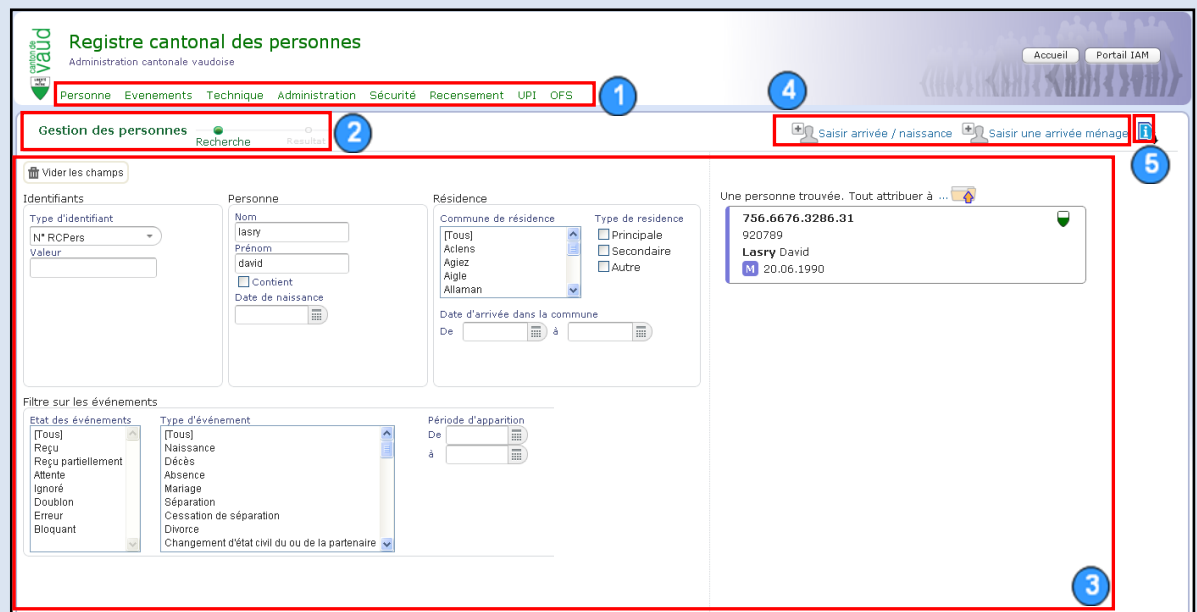 canton de
vaud
LIBERTÉ
ET
PATRIE
Registre cantonal des personnes
Administration cantonale vaudoise
Accueil
Portail IAM
Personne Evenements Technique Administration Sécurité Recensement UPI OFS
1
4
Gestion des personnes
Recherche
Resultat
2
Saisir arrivée / naissance
Saisir une arrivée ménage
5
Vider les champs
Identifiants
Type d'identifiant
N° RCPers
Valeur
Personne
Nom
lasry
Prénom
david
Contient
Date de naissance
Résidence
Commune de résidence
[Tous]
Aclens
Agiez
Aigle
Allaman
Type de residence
Principale
Secondaire
Autre
Date d'arrivée dans la commune
De
à
Une personne trouvée. Tout attribuer à ...
756.6676.3286.31
920789
Lasry David
M 20.06.1990
Filtre sur les événements
Etat des événements
[Tous]
Reçu
Reçu partiellement
Attente
Ignoré
Doublon
Erreur
Bloquant
Type d'événement
[Tous]
Naissance
Décès
Absence
Mariage
Séparation
Cessation de séparation
Divorce
Changement d'état civil du ou de la partenaire
Période d'apparition
De
à
3